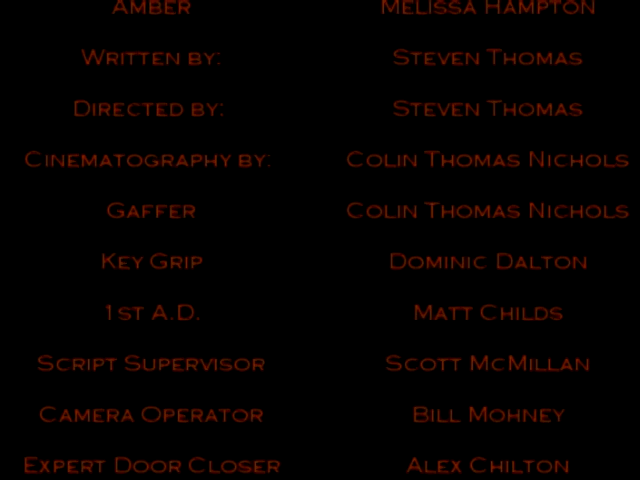 Amber Melissa Hampton
Written by: Steven Thomas
Directed by: Steven Thomas
Cinematography by: Colin Thomas Nichols
Gaffer Colin Thomas Nichols
Key Grip Dominic Dalton
1st A.D. Matt Childs
Script Supervisor Scott McMillan
Camera Operator Bill Mohney
Expert Door Closer Alex Chilton